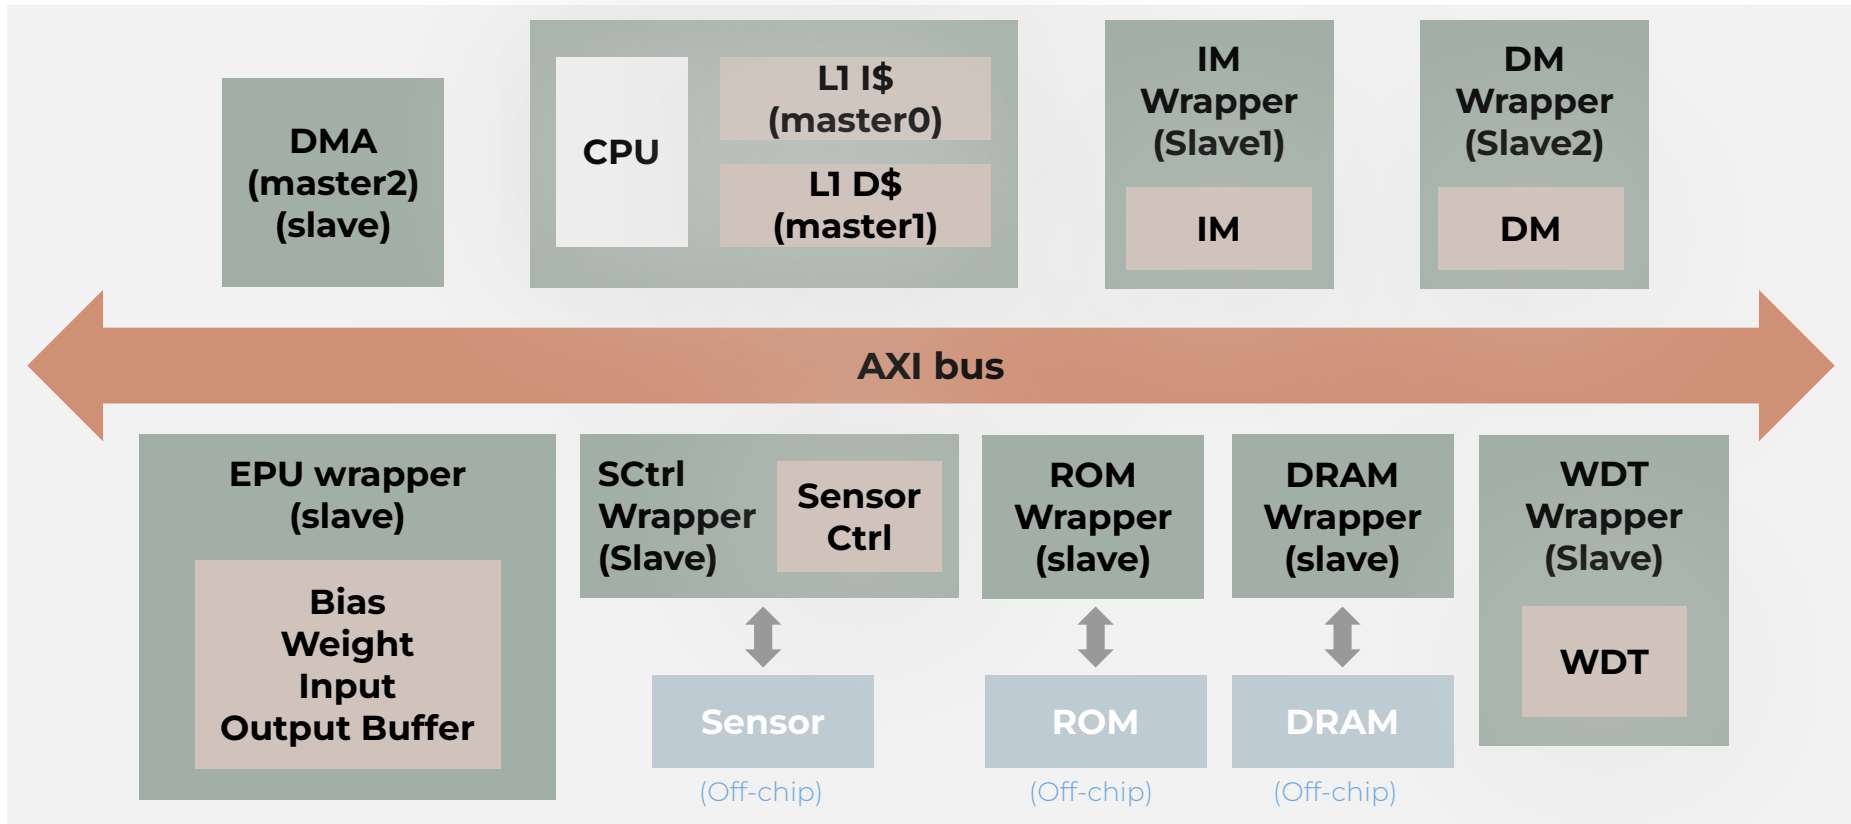 DMA
(master2)
(slave)
CPU
L1 I$
(master0)
L1 D$
(master1)
IM
Wrapper
(Slave1)
IM
DM
Wrapper
(Slave2)
DM
AXI bus
EPU wrapper
(slave)
Bias
Weight
Input
Output Buffer
SCtrl
Wrapper
(Slave)
Sensor
Ctrl
Sensor
(Off-chip)
ROM
Wrapper
(slave)
ROM
(Off-chip)
DRAM
Wrapper
(slave)
DRAM
(Off-chip)
WDT
Wrapper
(Slave)
WDT